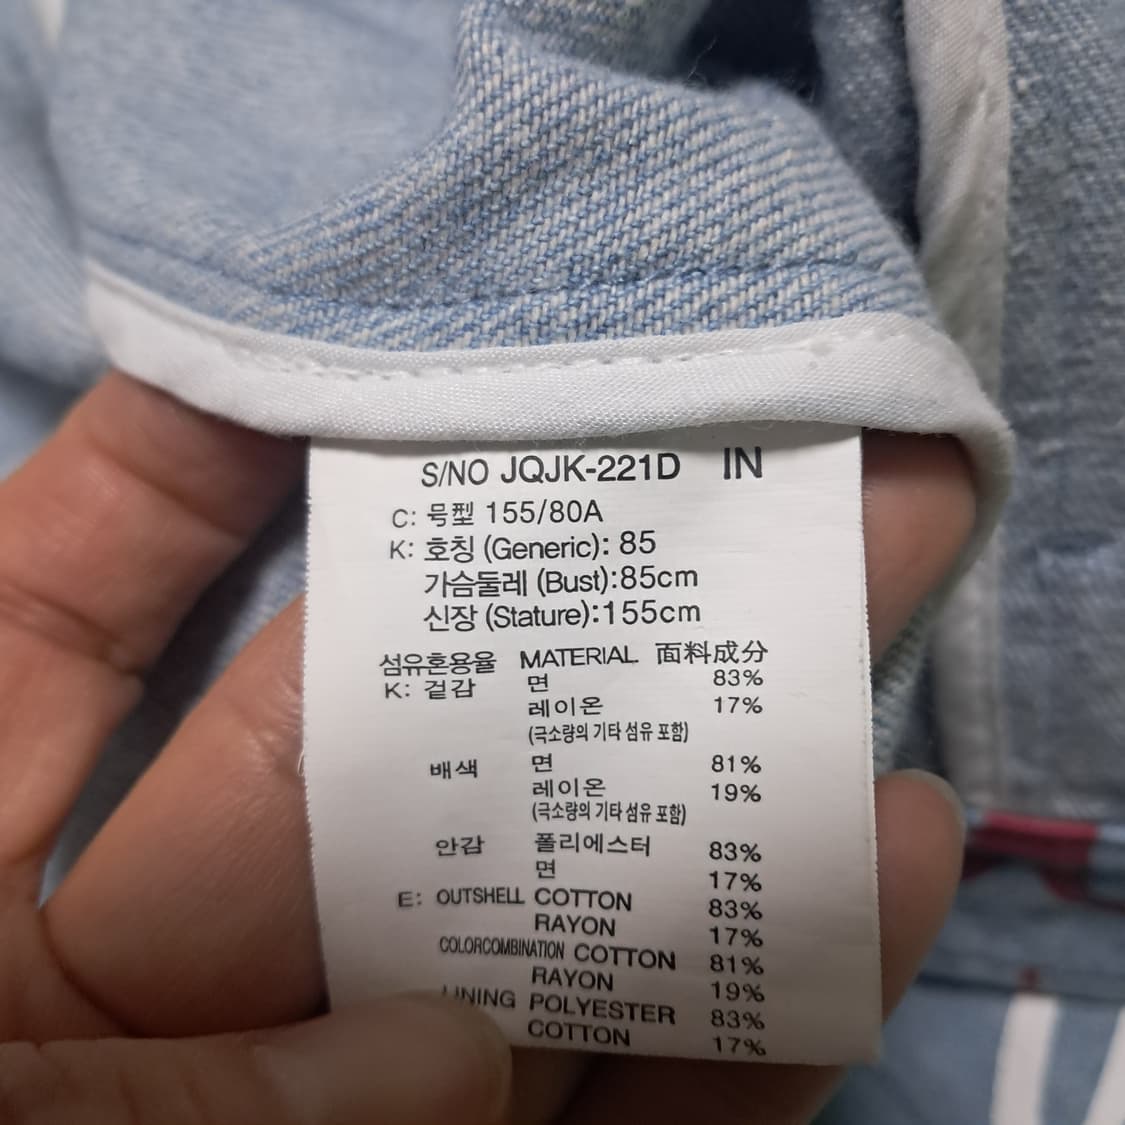 S/NO JQJK-221D IN
C: 号型 155/80A
K: 호칭 (Generic): 85
가슴둘레 (Bust):85cm
신장 (Stature):155cm
섬유혼용율 MATERIAL 面料成分
K: 겉감 면 83%
레이온 17%
(극소량의 기타 섬유 포함)
배색 면 81%
레이온 19%
(극소량의 기타 섬유 포함)
안감 폴리에스터 83%
면 17%
E: OUTSHELL COTTON 83%
RAYON 17%
COLORCOMBINATION COTTON 81%
RAYON 19%
LINING POLYESTER 83%
COTTON 17%